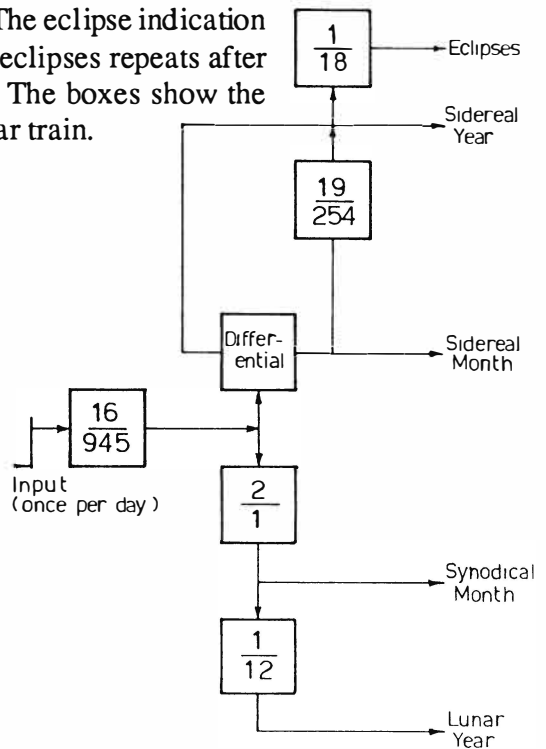 The eclipse indication
eclipses repeats after
The boxes show the
ar train.
1
18
Eclipses
Sidereal
Year
19
254
Differ-
ential
Sidereal
Month
16
945
Input
(once per day)
2
1
Synodical
Month
1
12
Lunar
Year